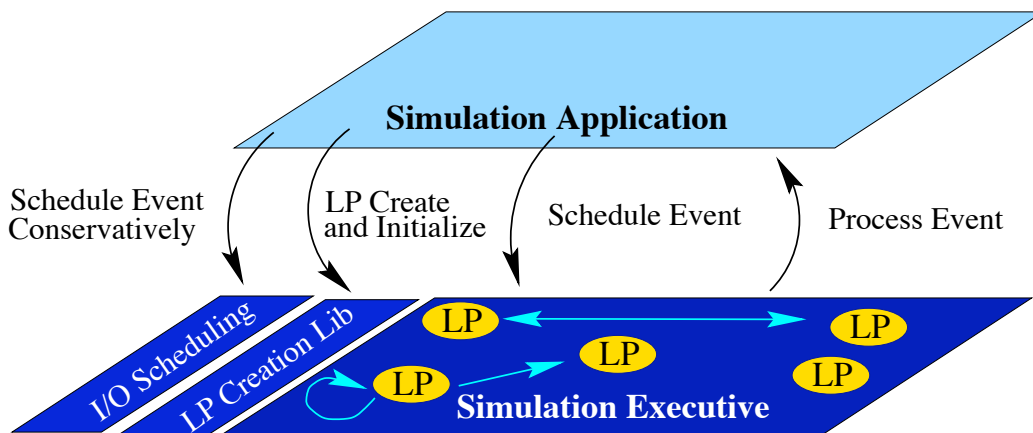 Simulation Application
Schedule Event
Conservatively
LP Create
and Initialize
Schedule Event
Process Event
I/O Scheduling
LP Creation Lib
LP
LP
LP
LP
LP
Simulation Executive